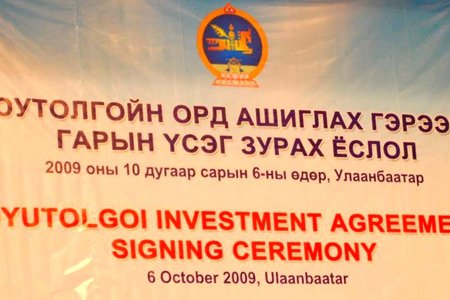 ОУТОЛГОЙН ОРД АШИГЛАХ ГЭРЭЭ
ГАРЫН ҮСЭГ ЗУРАХ ЁСЛОЛ
2009 оны 10 дугаар сарын 6-ны өдөр, Улаанбаатар
YUTOLGOI INVESTMENT AGREEME
SIGNING CEREMONY
6 October 2009, Ulaanbaatar